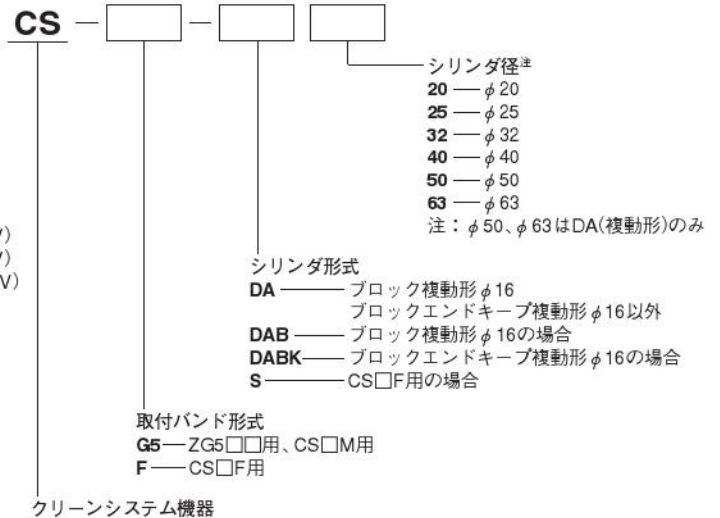 CS — □ — □ □
シリンダ径注
20 — φ20
25 — φ25
32 — φ32
40 — φ40
50 — φ50
63 — φ63
注：φ50、φ63はDA(複動形)のみ
V)
V)
V)
シリンダ形式
DA — ブロック複動形φ16
ブロックエンドキープ複動形φ16以外
DAB — ブロック複動形φ16の場合
DABK — ブロックエンドキープ複動形φ16の場合
S — CS□F用の場合
取付バンド形式
G5 — ZG5□□用、CS□M用
F — CS□F用
クリーンシステム機器